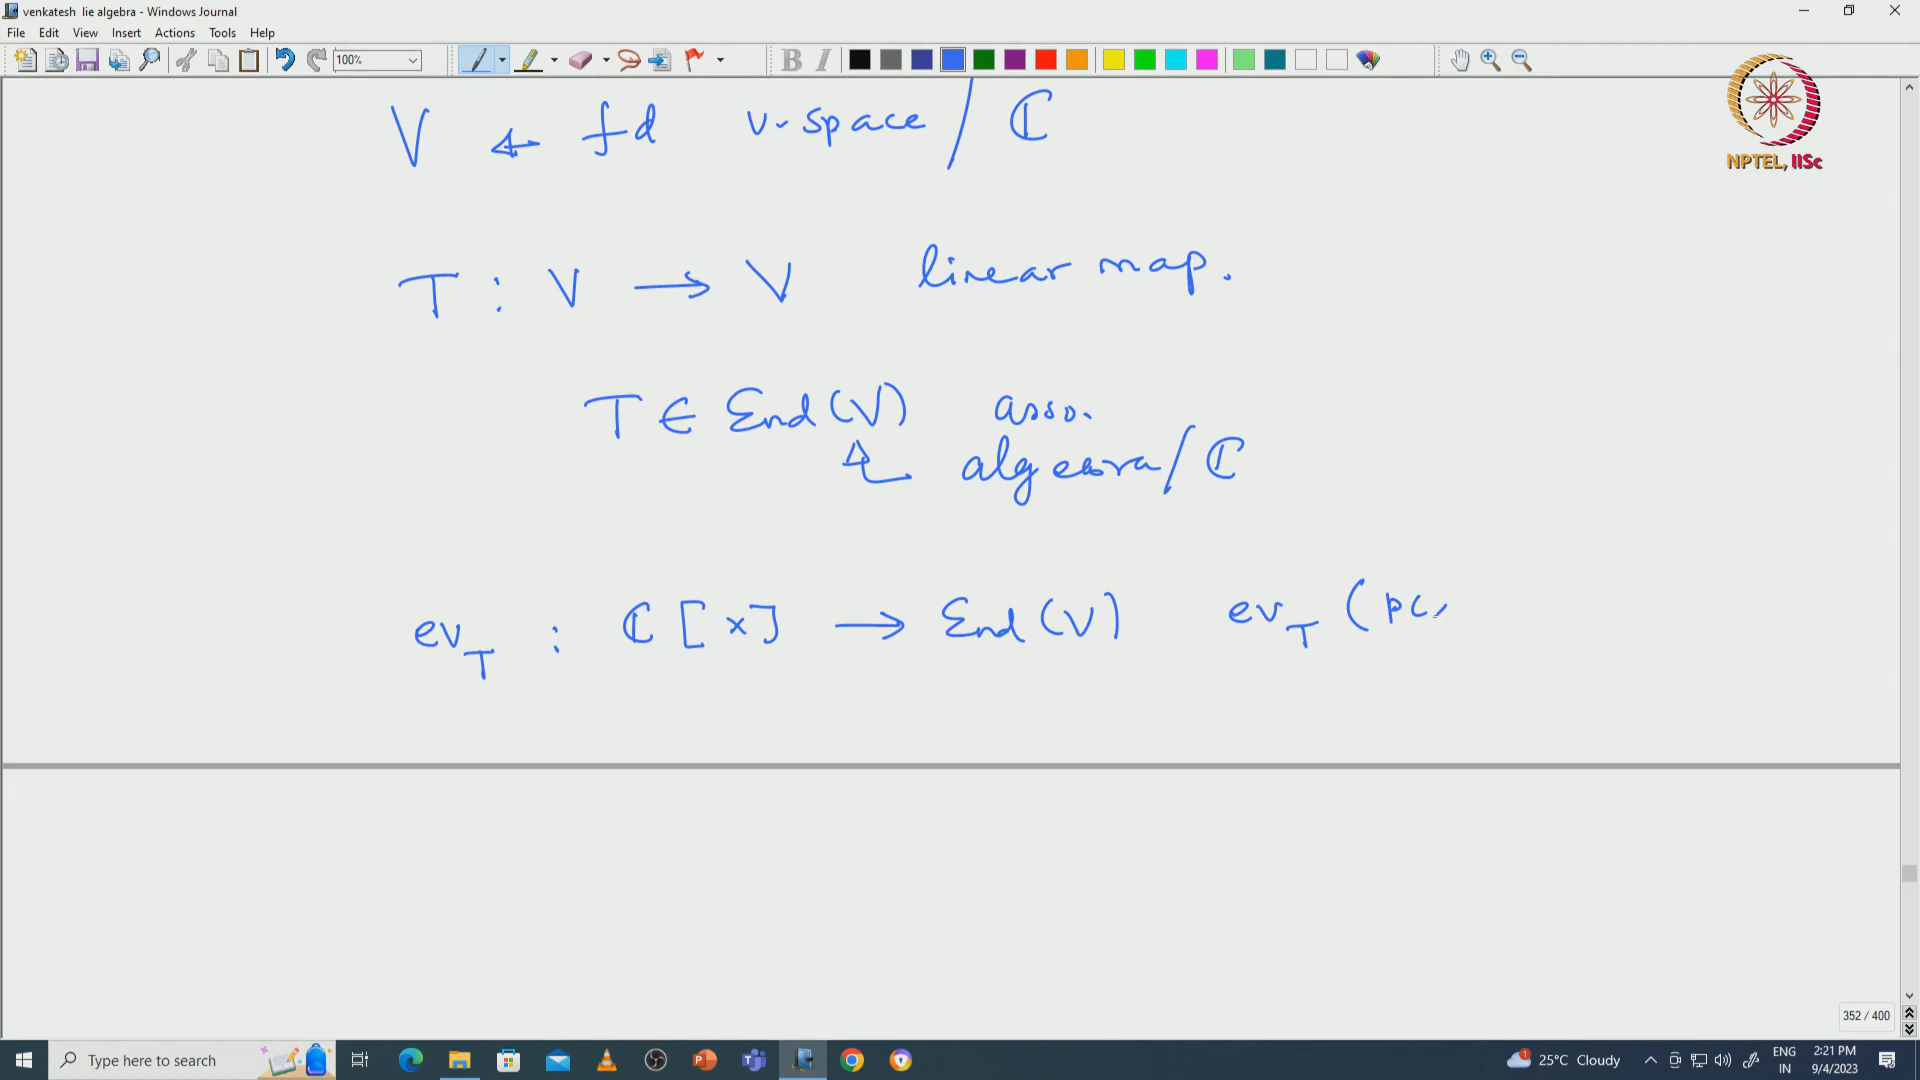 venkatesh lie algebra - Windows Journal
File Edit View Insert Actions Tools Help
100%
B I
NPTEL, IISc
V ← fd v-space / ℂ
T : V → V linear map.
T ∈ End(V) asso.
algebra / ℂ
ev_T : ℂ [x] → End(V) ev_T (p(
352 / 400
Type here to search
25°C Cloudy
ENG
IN
2:21 PM
9/4/2023